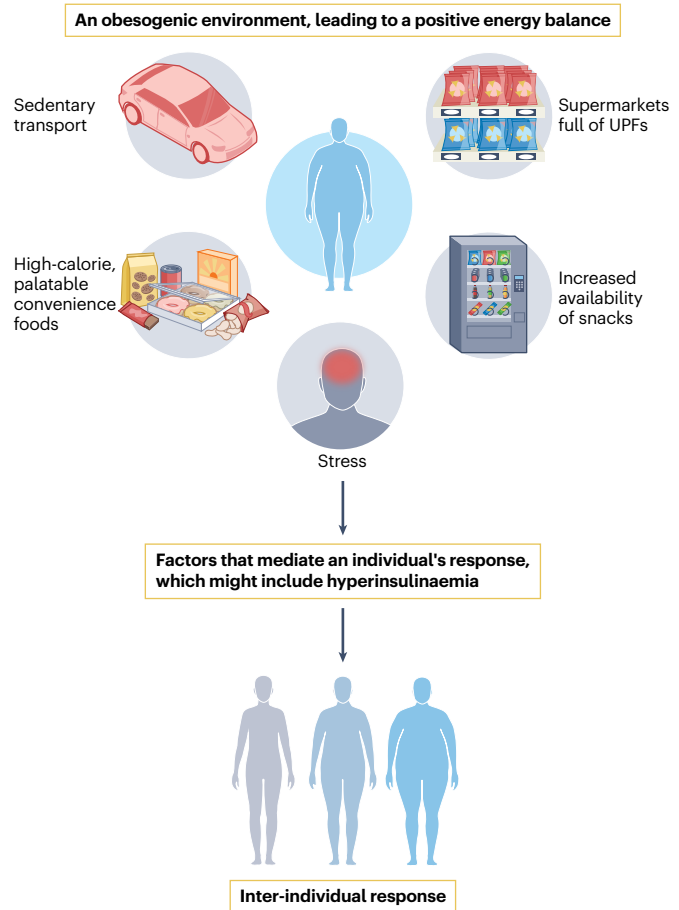 An obesogenic environment, leading to a positive energy balance
Sedentary
transport
Supermarkets
full of UPFs
High-calorie,
palatable
convenience
foods
Increased
availability
of snacks
Stress
Factors that mediate an individual's response,
which might include hyperinsulinaemia
Inter-individual response